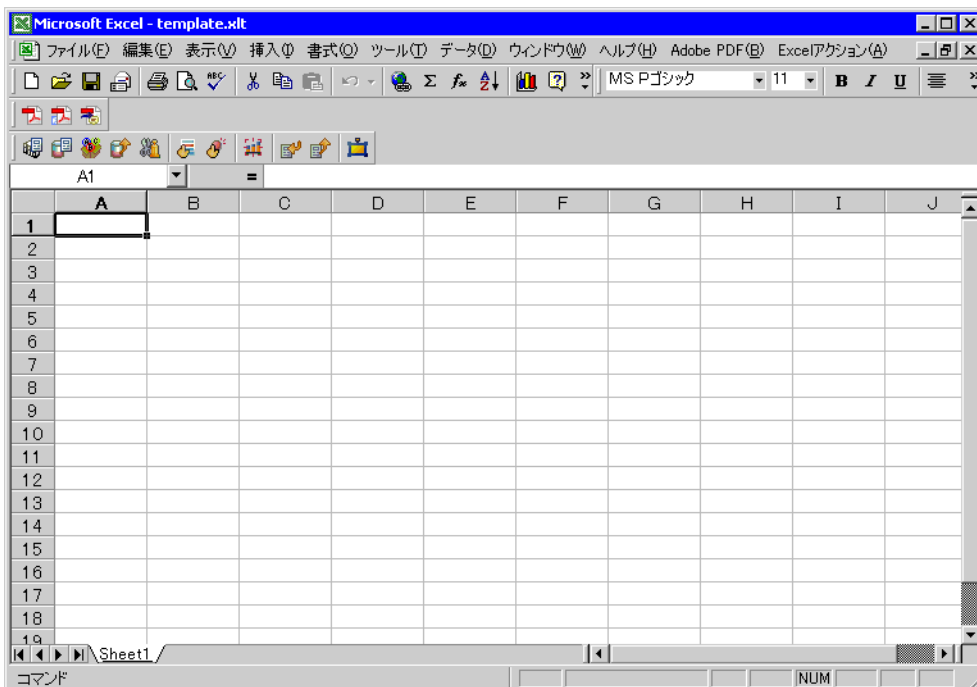 Microsoft Excel - template.xlt
ファイル(F) 編集(E) 表示(V) 挿入(I) 書式(O) ツール(T) データ(D) ウィンドウ(W) ヘルプ(H) Adobe PDF(B) Excelアクション(A)
ABC Σ fx A Z ? » MS Pゴシック 11 B I U »
A1 =
A B C D E F G H I J
1
2
3
4
5
6
7
8
9
10
11
12
13
14
15
16
17
18
19
Sheet1
コマンド NUM